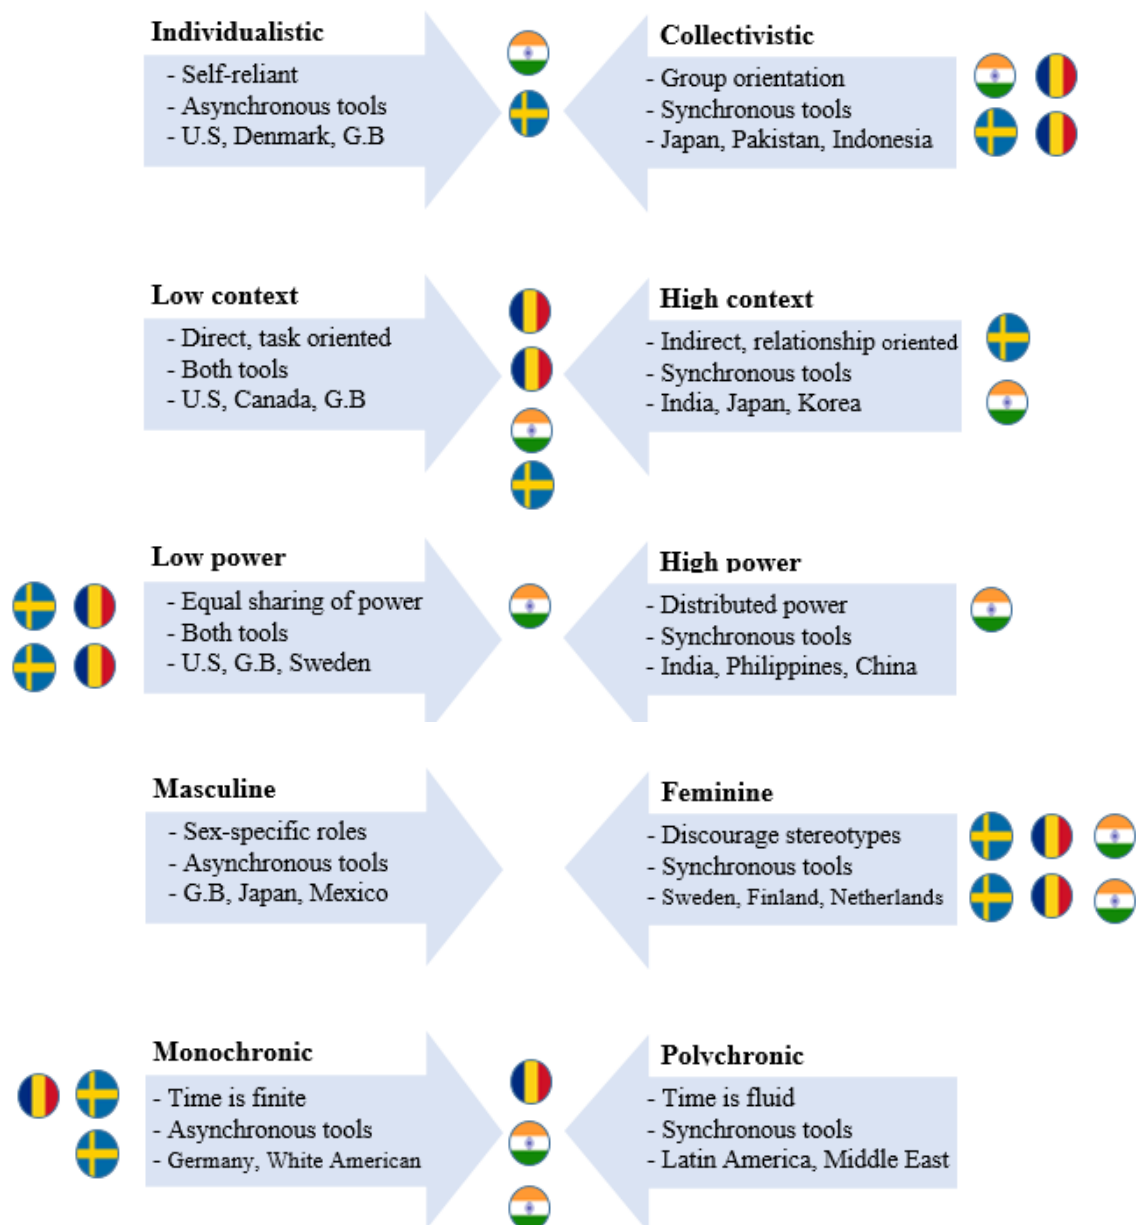 Individualistic
- Self-reliant
- Asynchronous tools
- U.S, Denmark, G.B
Collectivistic
- Group orientation
- Synchronous tools
- Japan, Pakistan, Indonesia
Low context
- Direct, task oriented
- Both tools
- U.S, Canada, G.B
High context
- Indirect, relationship oriented
- Synchronous tools
- India, Japan, Korea
Low power
- Equal sharing of power
- Both tools
- U.S, G.B, Sweden
High power
- Distributed power
- Synchronous tools
- India, Philippines, China
Masculine
- Sex-specific roles
- Asynchronous tools
- G.B, Japan, Mexico
Feminine
- Discourage stereotypes
- Synchronous tools
- Sweden, Finland, Netherlands
Monochronic
- Time is finite
- Asynchronous tools
- Germany, White American
Polychronic
- Time is fluid
- Synchronous tools
- Latin America, Middle East